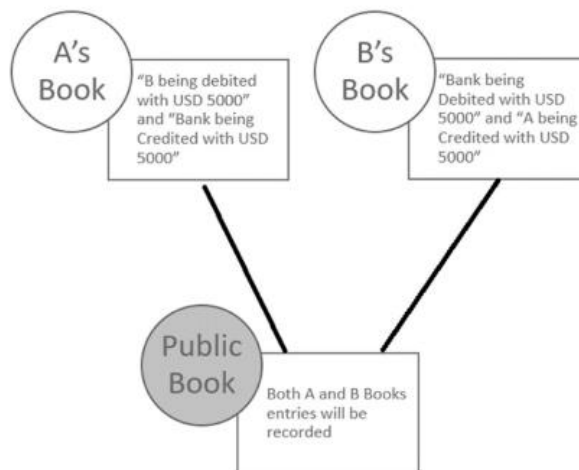 A's
Book
“B being debited
with USD 5000”
and “Bank being
Credited with USD
5000”
B's
Book
“Bank being
Debited with USD
5000” and “A being
Credited with USD
5000”
Public
Book
Both A and B Books
entries will be
recorded